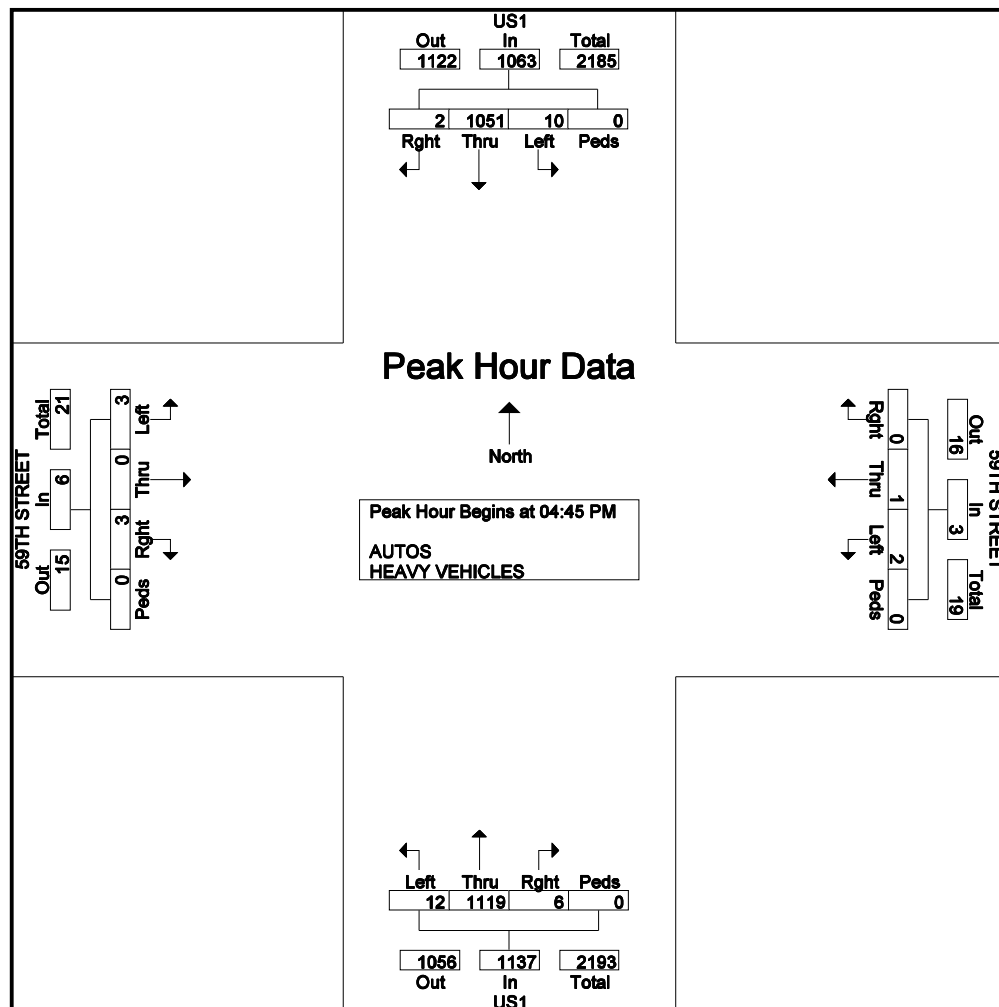 US1
Out In Total
1122 1063 2185
2 1051 10 0
Rght Thru Left Peds
Peak Hour Data
North
Peak Hour Begins at 04:45 PM
AUTOS
HEAVY VEHICLES
59TH STREET
Total In Out
21 6 15
3 0 3 0
Left Thru Rght Peds
59TH STREET
Out In Total
16 3 19
0 1 2 0
Rght Thru Left Peds
Left Thru Rght Peds
12 1119 6 0
1056 1137 2193
Out In Total
US1